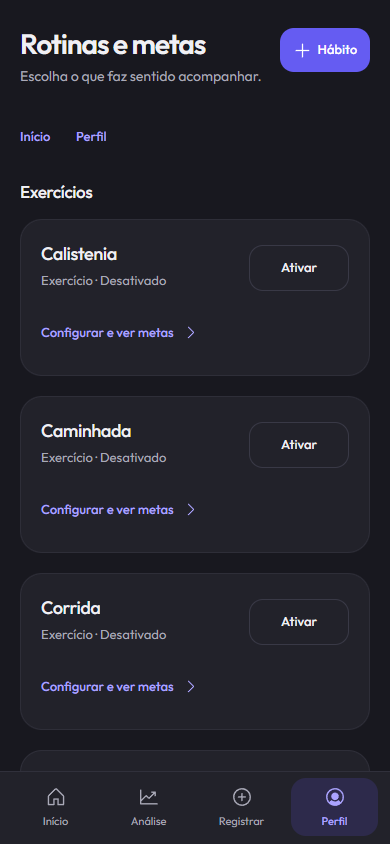 Rotinas e metas
Hábito
Escolha o que faz sentido acompanhar.
Início Perfil
Exercícios
Calistenia
Exercício · Desativado
Ativar
Configurar e ver metas
Caminhada
Exercício · Desativado
Ativar
Configurar e ver metas
Corrida
Exercício · Desativado
Ativar
Configurar e ver metas
Início Análise Registrar Perfil